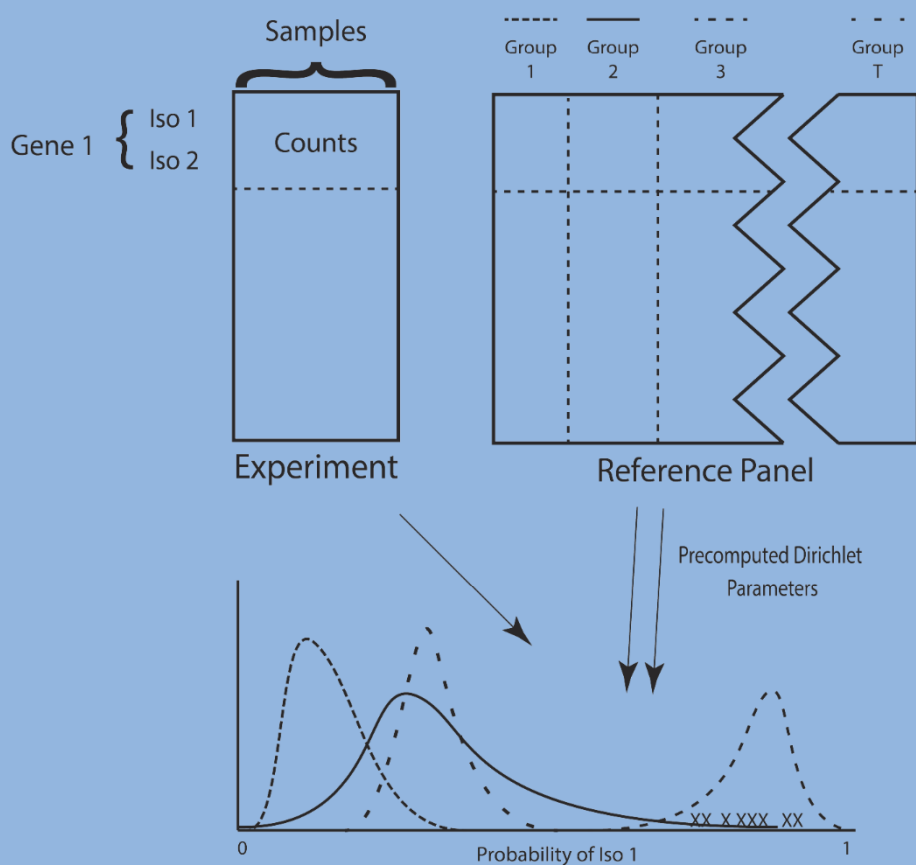 Samples
Group 1
Group 2
Group 3
Group T
Gene 1
Iso 1
Iso 2
Counts
Experiment
Reference Panel
Precomputed Dirichlet
Parameters
XX X XXX XX
0
Probability of Iso 1
1